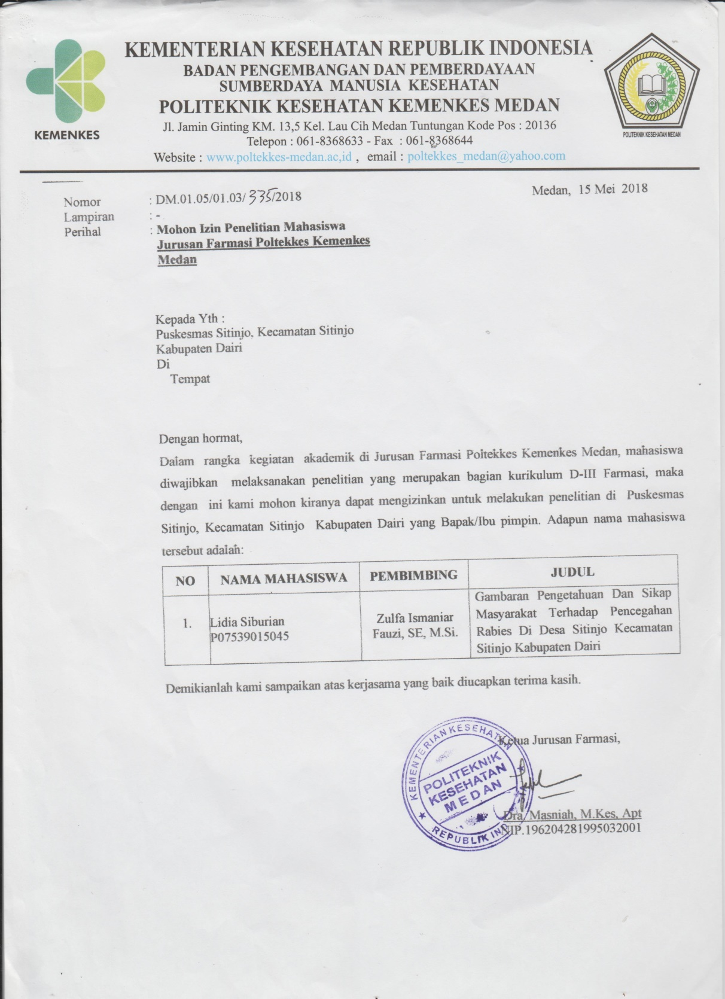 KEMENTERIAN KESEHATAN REPUBLIK INDONESIA
BADAN PENGEMBANGAN DAN PEMBERDAYAAN
SUMBERDAYA MANUSIA KESEHATAN
POLITEKNIK KESEHATAN KEMENKES MEDAN
Jl. Jamin Ginting KM. 13,5 Kel. Lau Cih Medan Tuntungan Kode Pos : 20136
Telepon : 061-8368633 - Fax : 061-8368644
Website : www.poltekkes-medan.ac,id , email : poltekkes_medan@yahoo.com
KEMENKES
POLITEKNIK KESEHATAN MEDAN
Medan, 15 Mei 2018
Nomor : DM.01.05/01.03/335/2018
Lampiran : -
Perihal : Mohon Izin Penelitian Mahasiswa
Jurusan Farmasi Poltekkes Kemenkes
Medan
Kepada Yth :
Puskesmas Sitinjo, Kecamatan Sitinjo
Kabupaten Dairi
Di
Tempat
Dengan hormat,
Dalam rangka kegiatan akademik di Jurusan Farmasi Poltekkes Kemenkes Medan, mahasiswa
diwajibkan melaksanakan penelitian yang merupakan bagian kurikulum D-III Farmasi, maka
dengan ini kami mohon kiranya dapat mengizinkan untuk melakukan penelitian di Puskesmas
Sitinjo, Kecamatan Sitinjo Kabupaten Dairi yang Bapak/Ibu pimpin. Adapun nama mahasiswa
tersebut adalah:
NO NAMA MAHASISWA PEMBIMBING JUDUL
1. Lidia Siburian
P07539015045
Zulfa Ismaniar
Fauzi, SE, M.Si.
Gambaran Pengetahuan Dan Sikap
Masyarakat Terhadap Pencegahan
Rabies Di Desa Sitinjo Kecamatan
Sitinjo Kabupaten Dairi
Demikianlah kami sampaikan atas kerjasama yang baik diucapkan terima kasih.
Ketua Jurusan Farmasi,
KEMENTERIAN KESEHATAN
POLITEKNIK
KESEHATAN
MEDAN
REPUBLIK IND
Dra. Masniah, M.Kes, Apt
NIP.196204281995032001